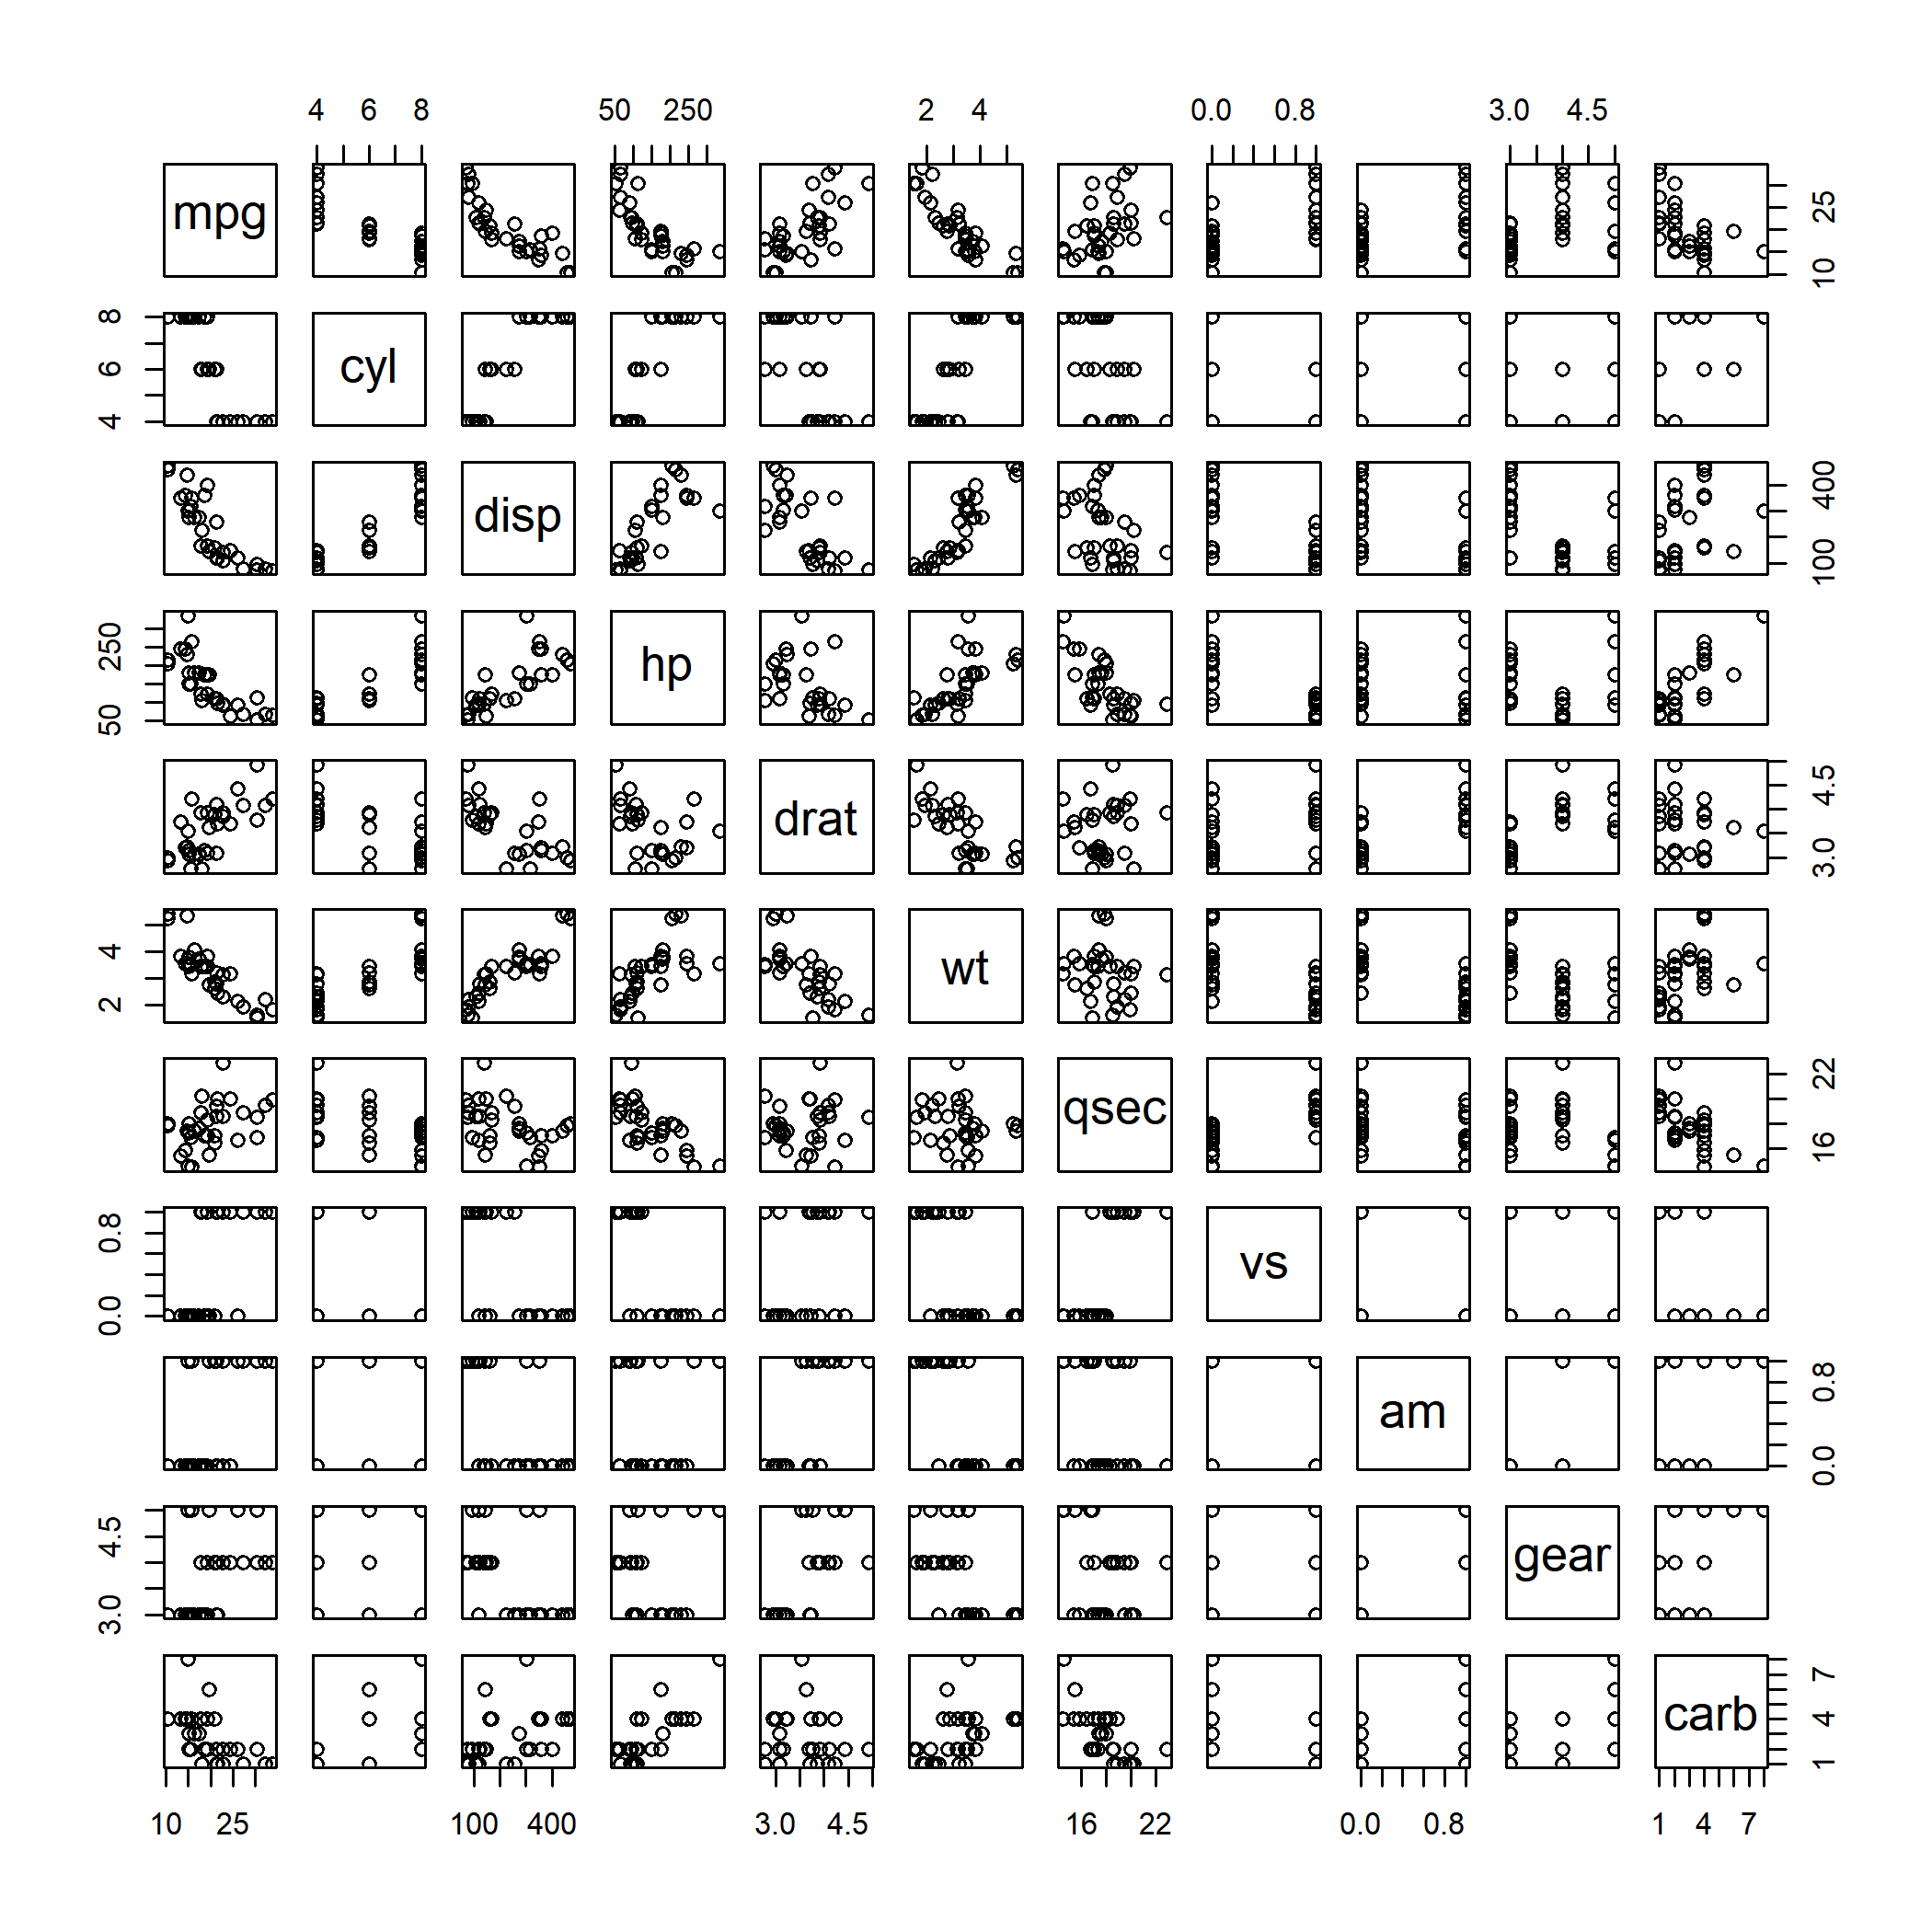 4 6 8 50 250 2 4 0.0 0.8 3.0 4.5
mpg 10 25
4 6 8 cyl
disp 100 400
50 250 hp
drat 3.0 4.5
2 4 wt
qsec 16 22
0.0 0.8 vs
am 0.0 0.8
3.0 4.5 gear
carb 1 4 7
10 25 100 400 3.0 4.5 16 22 0.0 0.8 1 4 7